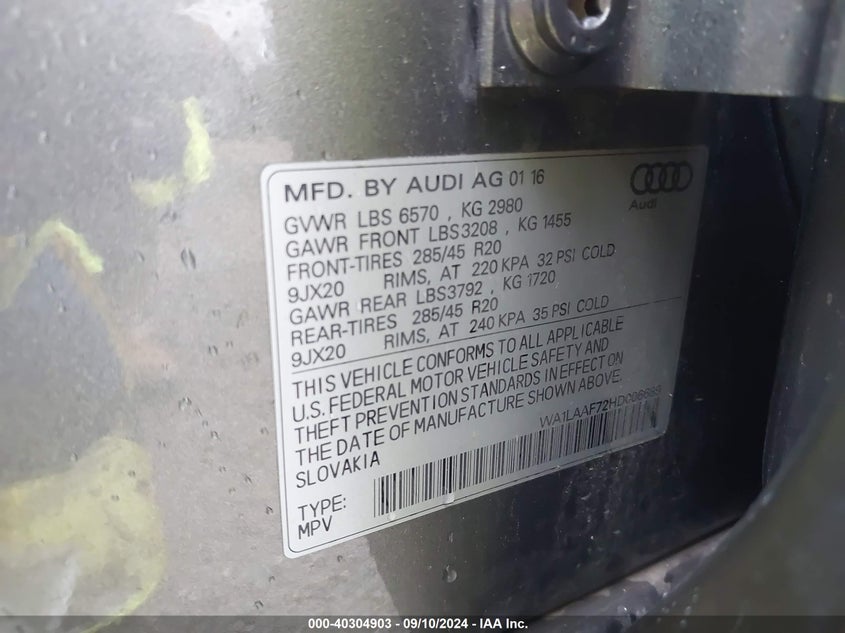 MFD. BY AUDI AG 01 16
Audi
GVWR LBS 6570 , KG 2980
GAWR FRONT LBS3208 , KG 1455
FRONT-TIRES 285/45 R20
9JX20 RIMS, AT 220 KPA 32 PSI COLD
GAWR REAR LBS3792 , KG 1720
REAR-TIRES 285/45 R20
9JX20 RIMS, AT 240 KPA 35 PSI COLD
THIS VEHICLE CONFORMS TO ALL APPLICABLE
U.S. FEDERAL MOTOR VEHICLE SAFETY AND
THEFT PREVENTION STANDARDS IN EFFECT ON
THE DATE OF MANUFACTURE SHOWN ABOVE.
SLOVAKIA
TYPE:
MPV
000-40304903 - 09/10/2024 - IAA Inc.